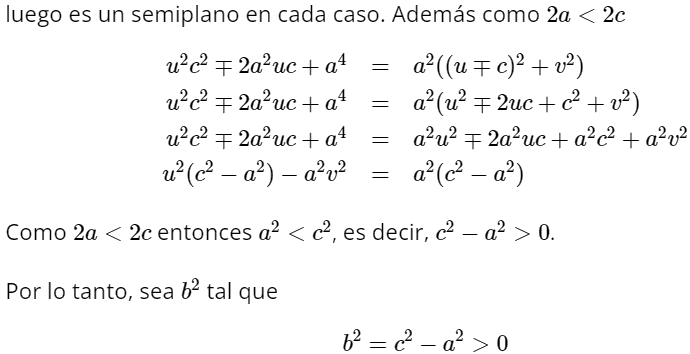 luego es un semiplano en cada caso. Además como 2a < 2c
u²c² ∓ 2a²uc + a⁴ = a²((u ∓ c)² + v²)
u²c² ∓ 2a²uc + a⁴ = a²(u² ∓ 2uc + c² + v²)
u²c² ∓ 2a²uc + a⁴ = a²u² ∓ 2a²uc + a²c² + a²v²
u²(c² − a²) − a²v² = a²(c² − a²)
Como 2a < 2c entonces a² < c², es decir, c² − a² > 0.
Por lo tanto, sea b² tal que
b² = c² − a² > 0